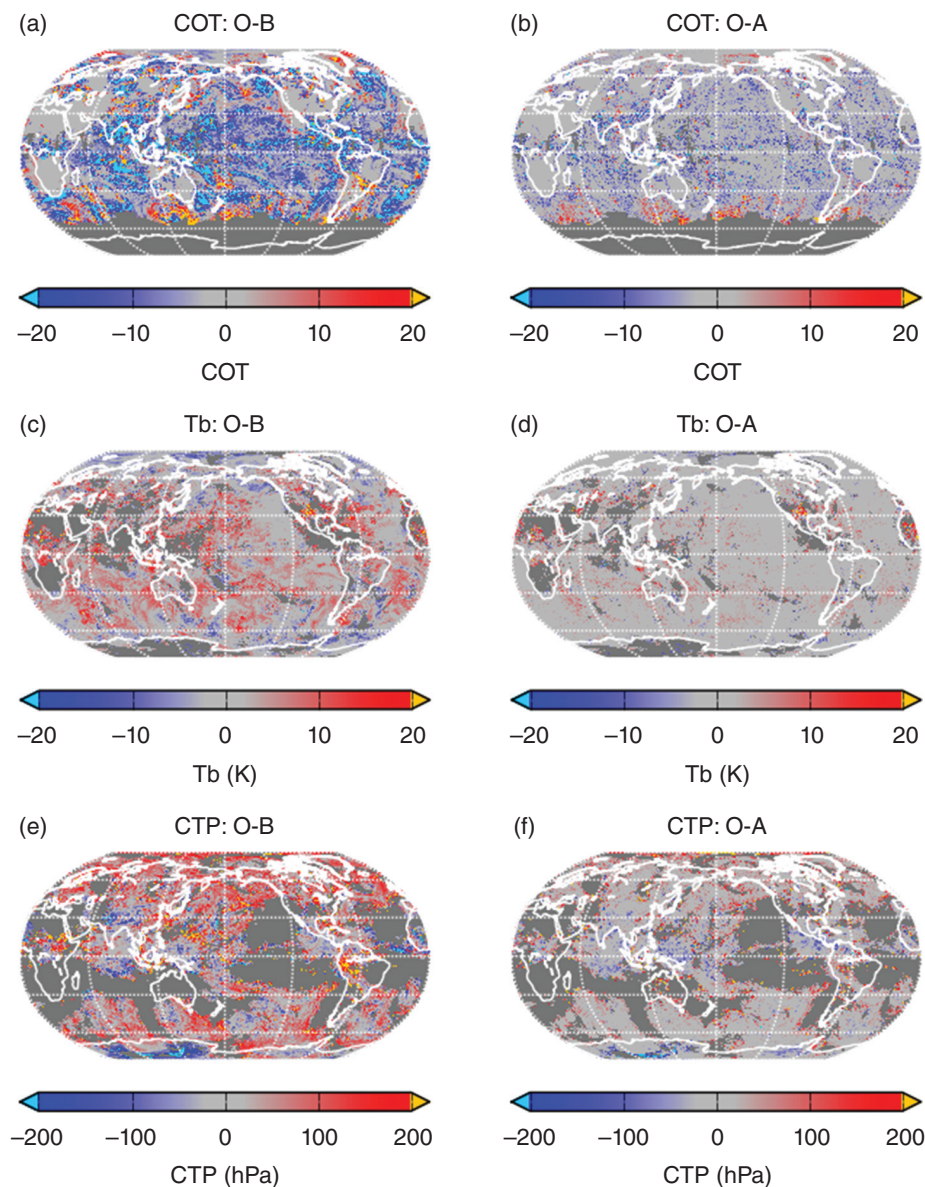 (a) COT: O-B
(b) COT: O-A
−20 −10 0 10 20
COT
−20 −10 0 10 20
COT
(c) Tb: O-B
(d) Tb: O-A
−20 −10 0 10 20
Tb (K)
−20 −10 0 10 20
Tb (K)
(e) CTP: O-B
(f) CTP: O-A
−200 −100 0 100 200
CTP (hPa)
−200 −100 0 100 200
CTP (hPa)